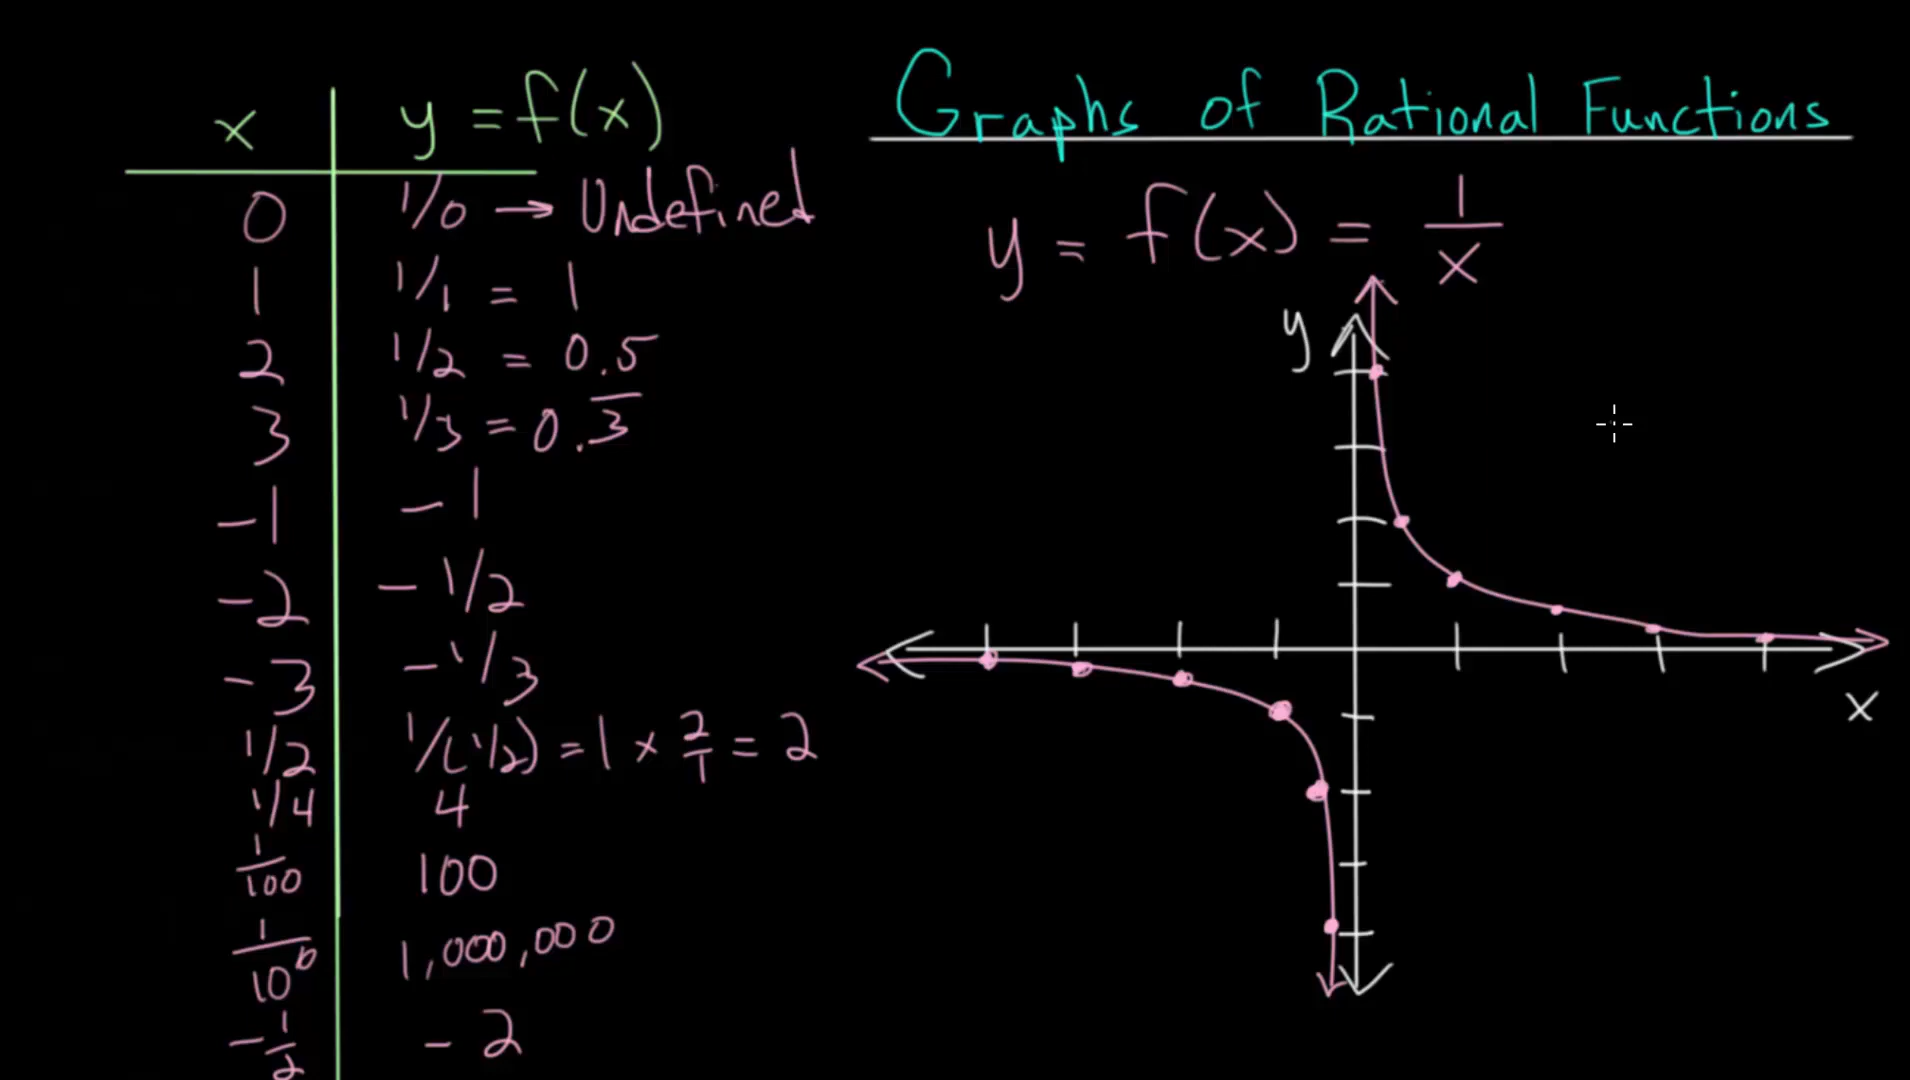 Graphs of Rational Functions
y = f(x) = 1/x
x y = f(x)
0 1/0 → Undefined
1 1/1 = 1
2 1/2 = 0.5
3 1/3 = 0.3̅
-1 -1
-2 -1/2
-3 -1/3
1/2 1/(1/2) = 1 × 2/1 = 2
1/4 4
1/100 100
1/10⁶ 1,000,000
-1/2 -2
y
x